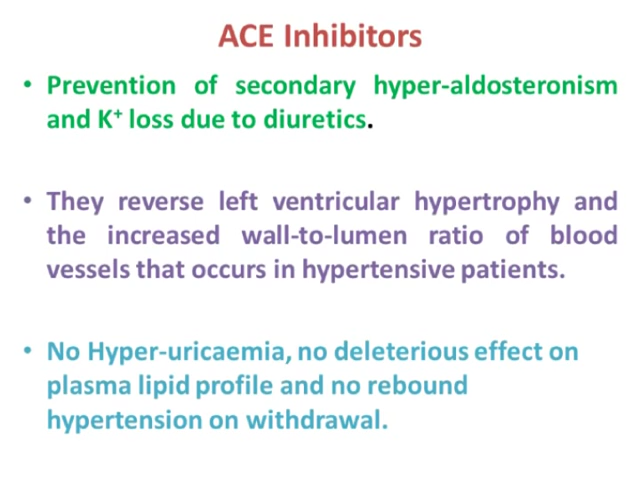 ACE Inhibitors
• Prevention of secondary hyper-aldosteronism
and K⁺ loss due to diuretics.
• They reverse left ventricular hypertrophy and
the increased wall-to-lumen ratio of blood
vessels that occurs in hypertensive patients.
• No Hyper-uricaemia, no deleterious effect on
plasma lipid profile and no rebound
hypertension on withdrawal.